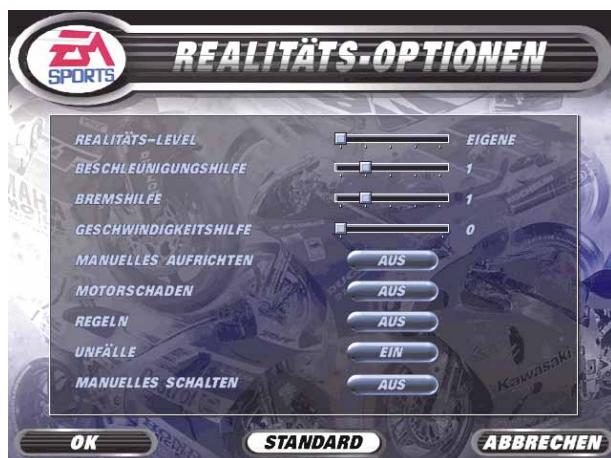 EA
SPORTS
REALITÄTS-OPTIONEN
REALITÄTS-LEVEL EIGENE
BESCHLEUNIGUNGSHILFE 1
BREMSHILFE 1
GESCHWINDIGKEITSHILFE 0
MANUELLES AUFRICHTEN AUS
MOTORSCHADEN AUS
REGELN AUS
UNFÄLLE EIN
MANUELLES SCHALTEN AUS
Kawasaki
OK STANDARD ABBRECHEN